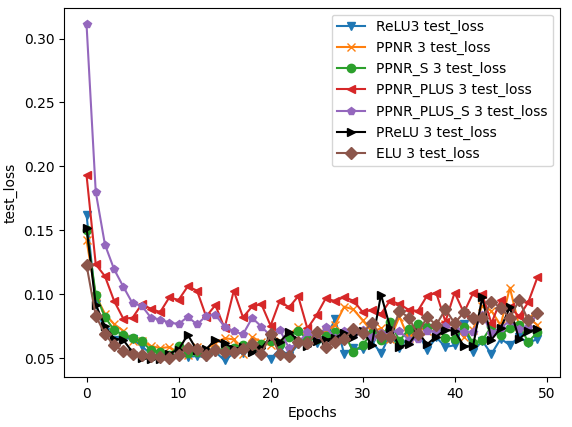 0.30
0.25
0.20
0.15
0.10
0.05
test_loss
0
10
20
30
40
50
Epochs
ReLU3 test_loss
PPNR 3 test_loss
PPNR_S 3 test_loss
PPNR_PLUS 3 test_loss
PPNR_PLUS_S 3 test_loss
PReLU 3 test_loss
ELU 3 test_loss